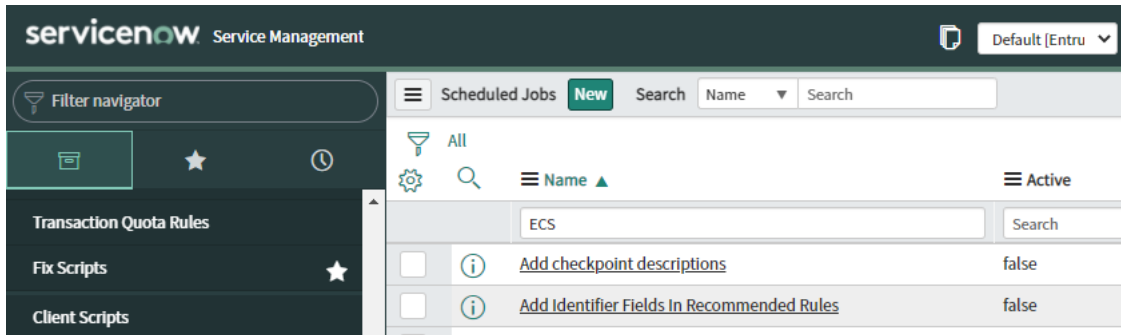 servicenow Service Management
Default [Entru
Filter navigator
Scheduled Jobs New Search Name Search
All
Name Active
Transaction Quota Rules
ECS Search
Fix Scripts
Add checkpoint descriptions false
Client Scripts
Add Identifier Fields In Recommended Rules false